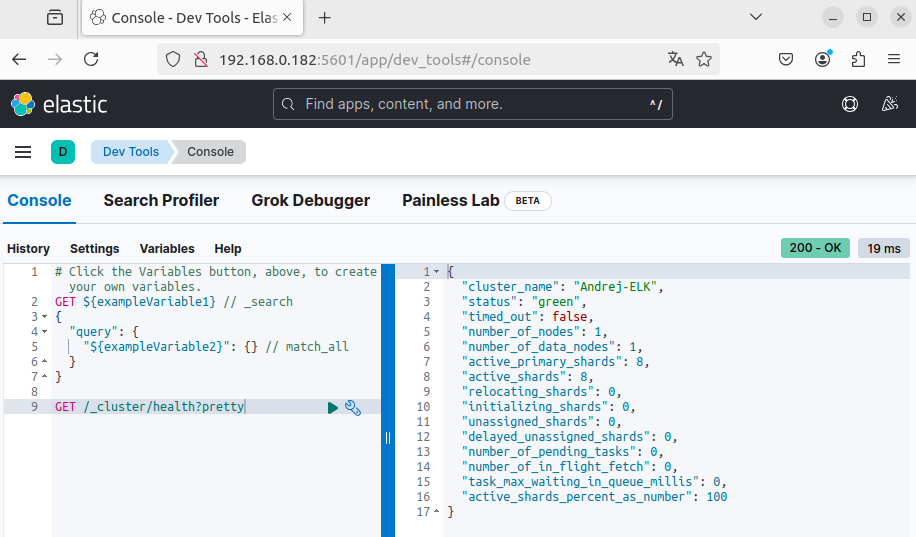 Console - Dev Tools - Elas
192.168.0.182:5601/app/dev_tools#/console
elastic
Find apps, content, and more.
^/
D
Dev Tools
Console
Console
Search Profiler
Grok Debugger
Painless Lab
BETA
History
Settings
Variables
Help
200 - OK
19 ms
1 # Click the Variables button, above, to create
your own variables.
2 GET ${exampleVariable1} // _search
3 {
4 "query": {
5 "${exampleVariable2}": {} // match_all
6 }
7 }
8
9 GET /_cluster/health?pretty
1 {
2 "cluster_name": "Andrej-ELK",
3 "status": "green",
4 "timed_out": false,
5 "number_of_nodes": 1,
6 "number_of_data_nodes": 1,
7 "active_primary_shards": 8,
8 "active_shards": 8,
9 "relocating_shards": 0,
10 "initializing_shards": 0,
11 "unassigned_shards": 0,
12 "delayed_unassigned_shards": 0,
13 "number_of_pending_tasks": 0,
14 "number_of_in_flight_fetch": 0,
15 "task_max_waiting_in_queue_millis": 0,
16 "active_shards_percent_as_number": 100
17 }